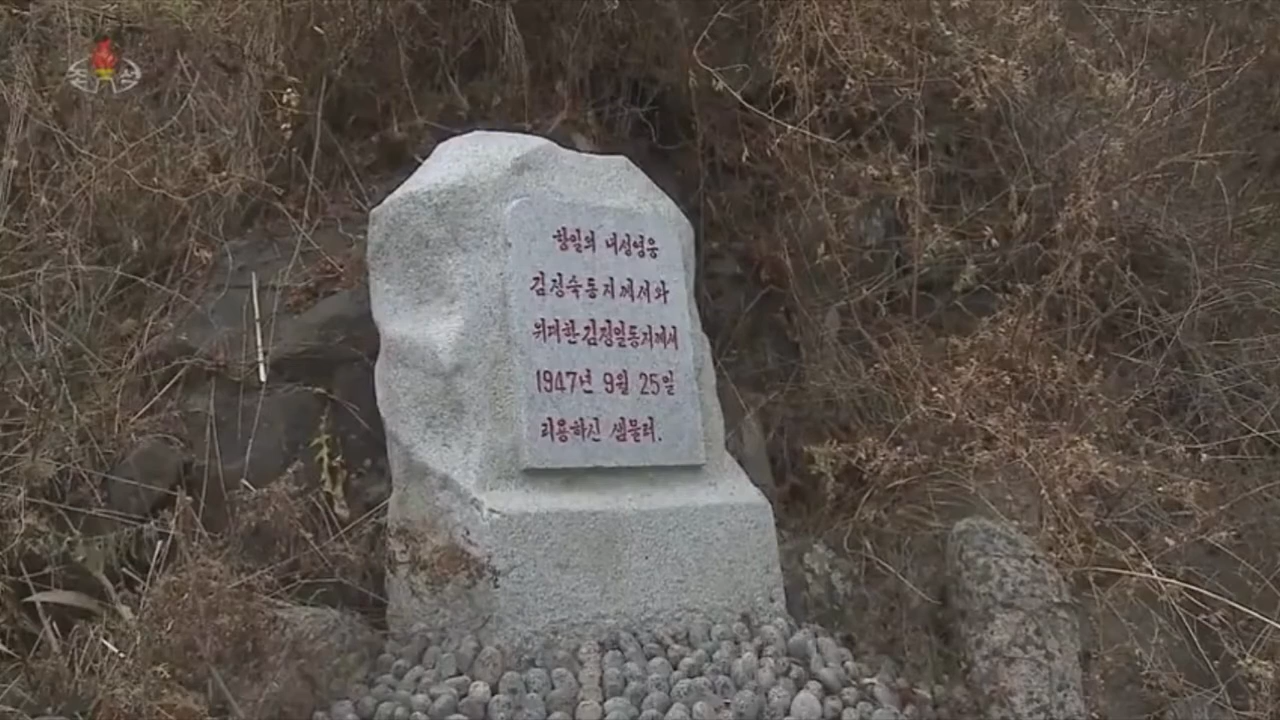 조선
항일의 녀성영웅
김정숙동지께서와
위대한 김정일동지께서
1947년 9월 25일
리용하신 샘물터.